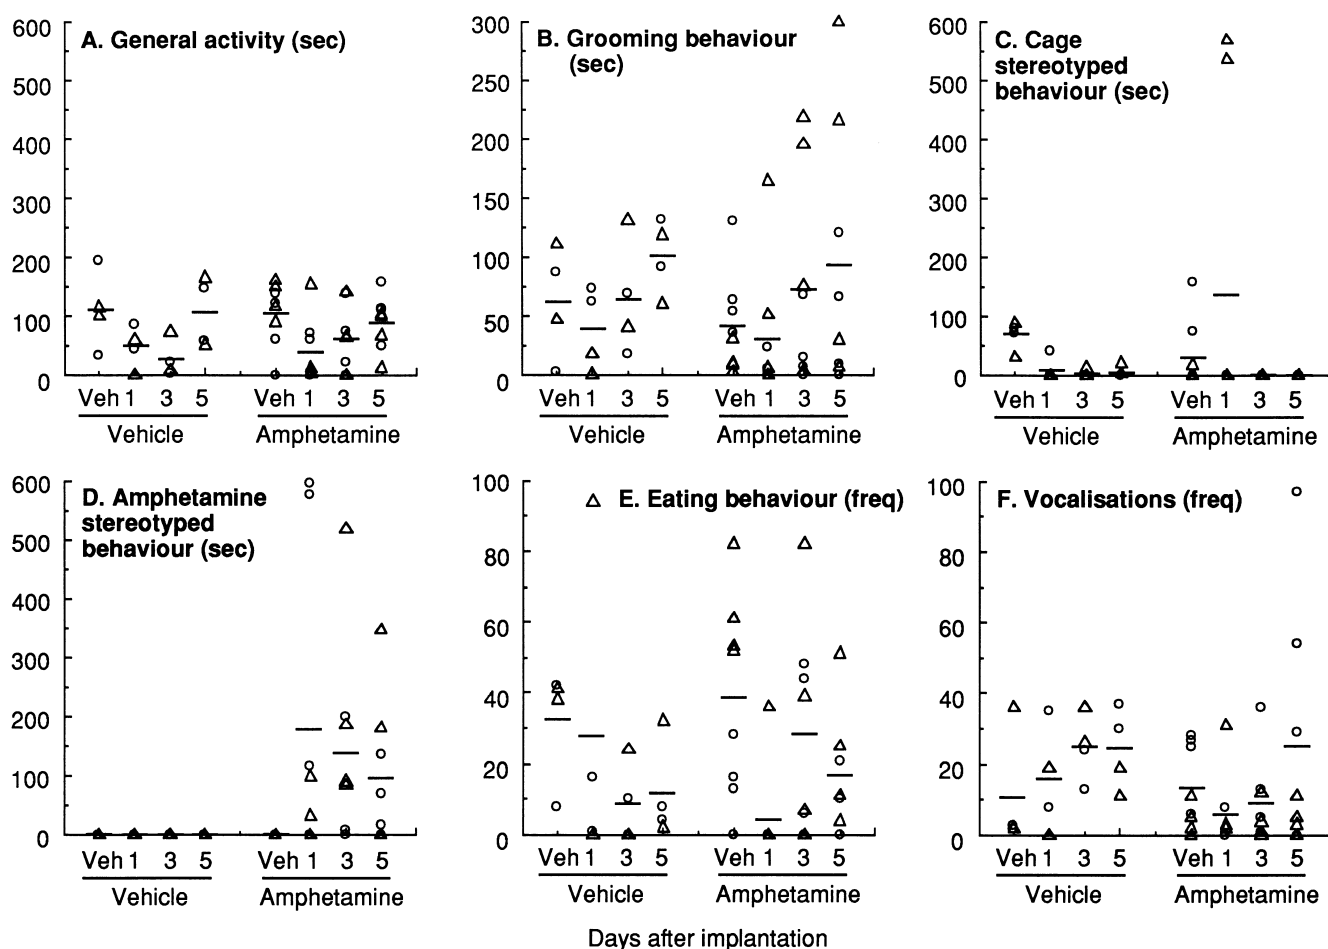 600
500
400
300
200
100
0
A. General activity (sec)
Veh 1 3 5 Veh 1 3 5
Vehicle Amphetamine
300
250
200
150
100
50
0
B. Grooming behaviour
(sec)
Veh 1 3 5 Veh 1 3 5
Vehicle Amphetamine
600
500
400
300
200
100
0
C. Cage
stereotyped
behaviour (sec)
Veh 1 3 5 Veh 1 3 5
Vehicle Amphetamine
600
500
400
300
200
100
0
D. Amphetamine
stereotyped
behaviour (sec)
Veh 1 3 5 Veh 1 3 5
Vehicle Amphetamine
100
80
60
40
20
0
E. Eating behaviour (freq)
Veh 1 3 5 Veh 1 3 5
Vehicle Amphetamine
100
80
60
40
20
0
F. Vocalisations (freq)
Veh 1 3 5 Veh 1 3 5
Vehicle Amphetamine
Days after implantation